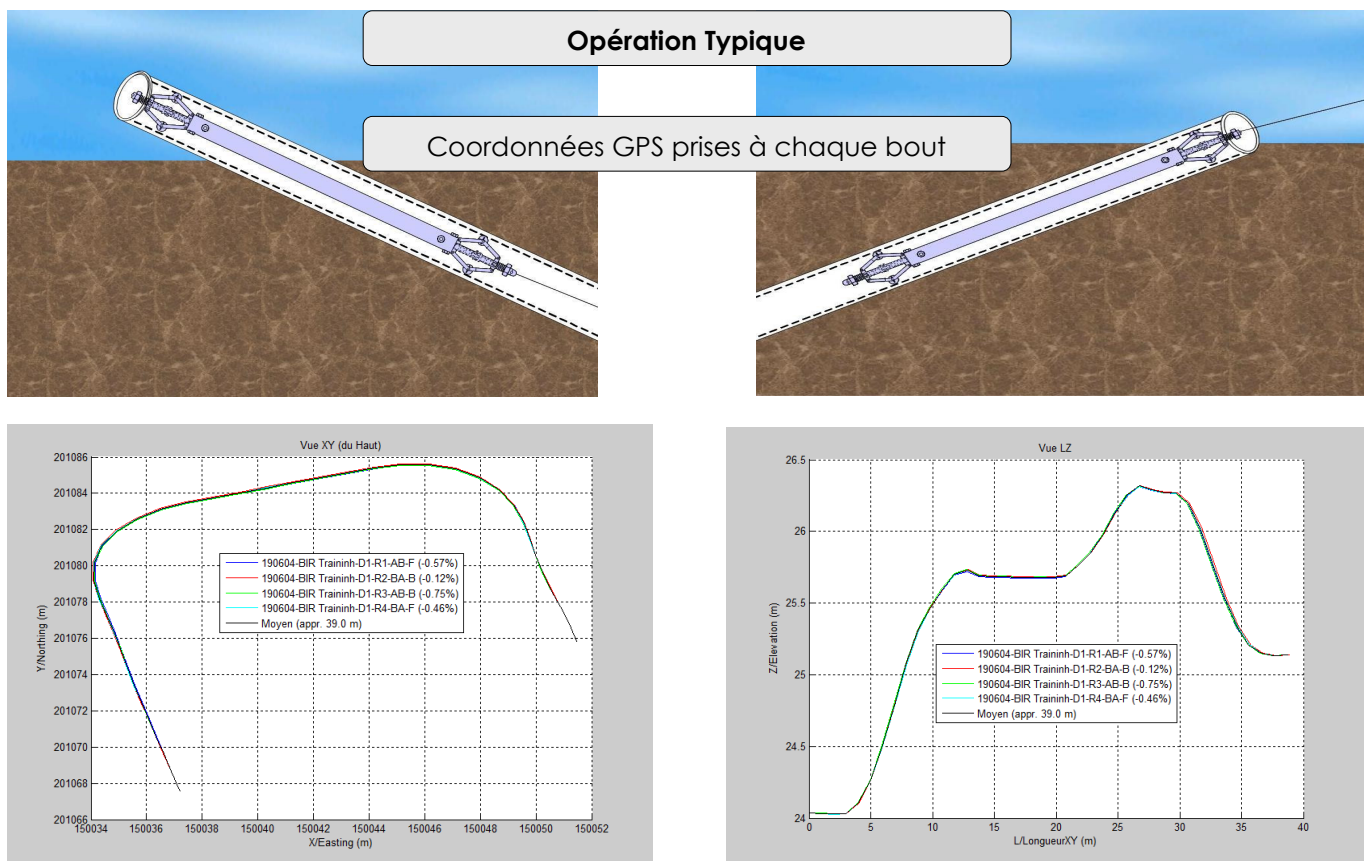 Opération Typique
Coordonnées GPS prises à chaque bout
Vue XY (du Haut)
201086
201084
201082
201080
201078
201076
201074
201072
201070
201068
201066
Y/Northing (m)
190604-BIR Traininh-D1-R1-AB-F (-0.57%)
190604-BIR Traininh-D1-R2-BA-B (-0.12%)
190604-BIR Traininh-D1-R3-AB-B (-0.75%)
190604-BIR Traininh-D1-R4-BA-F (-0.46%)
Moyen (appr. 39.0 m)
150034 150036 150038 150040 150042 150044 150046 150048 150050 150052
X/Easting (m)
Vue LZ
26.5
26
25.5
25
24.5
24
Z/Elevation (m)
190604-BIR Traininh-D1-R1-AB-F (-0.57%)
190604-BIR Traininh-D1-R2-BA-B (-0.12%)
190604-BIR Traininh-D1-R3-AB-B (-0.75%)
190604-BIR Traininh-D1-R4-BA-F (-0.46%)
Moyen (appr. 39.0 m)
0 5 10 15 20 25 30 35 40
L/LongueurXY (m)